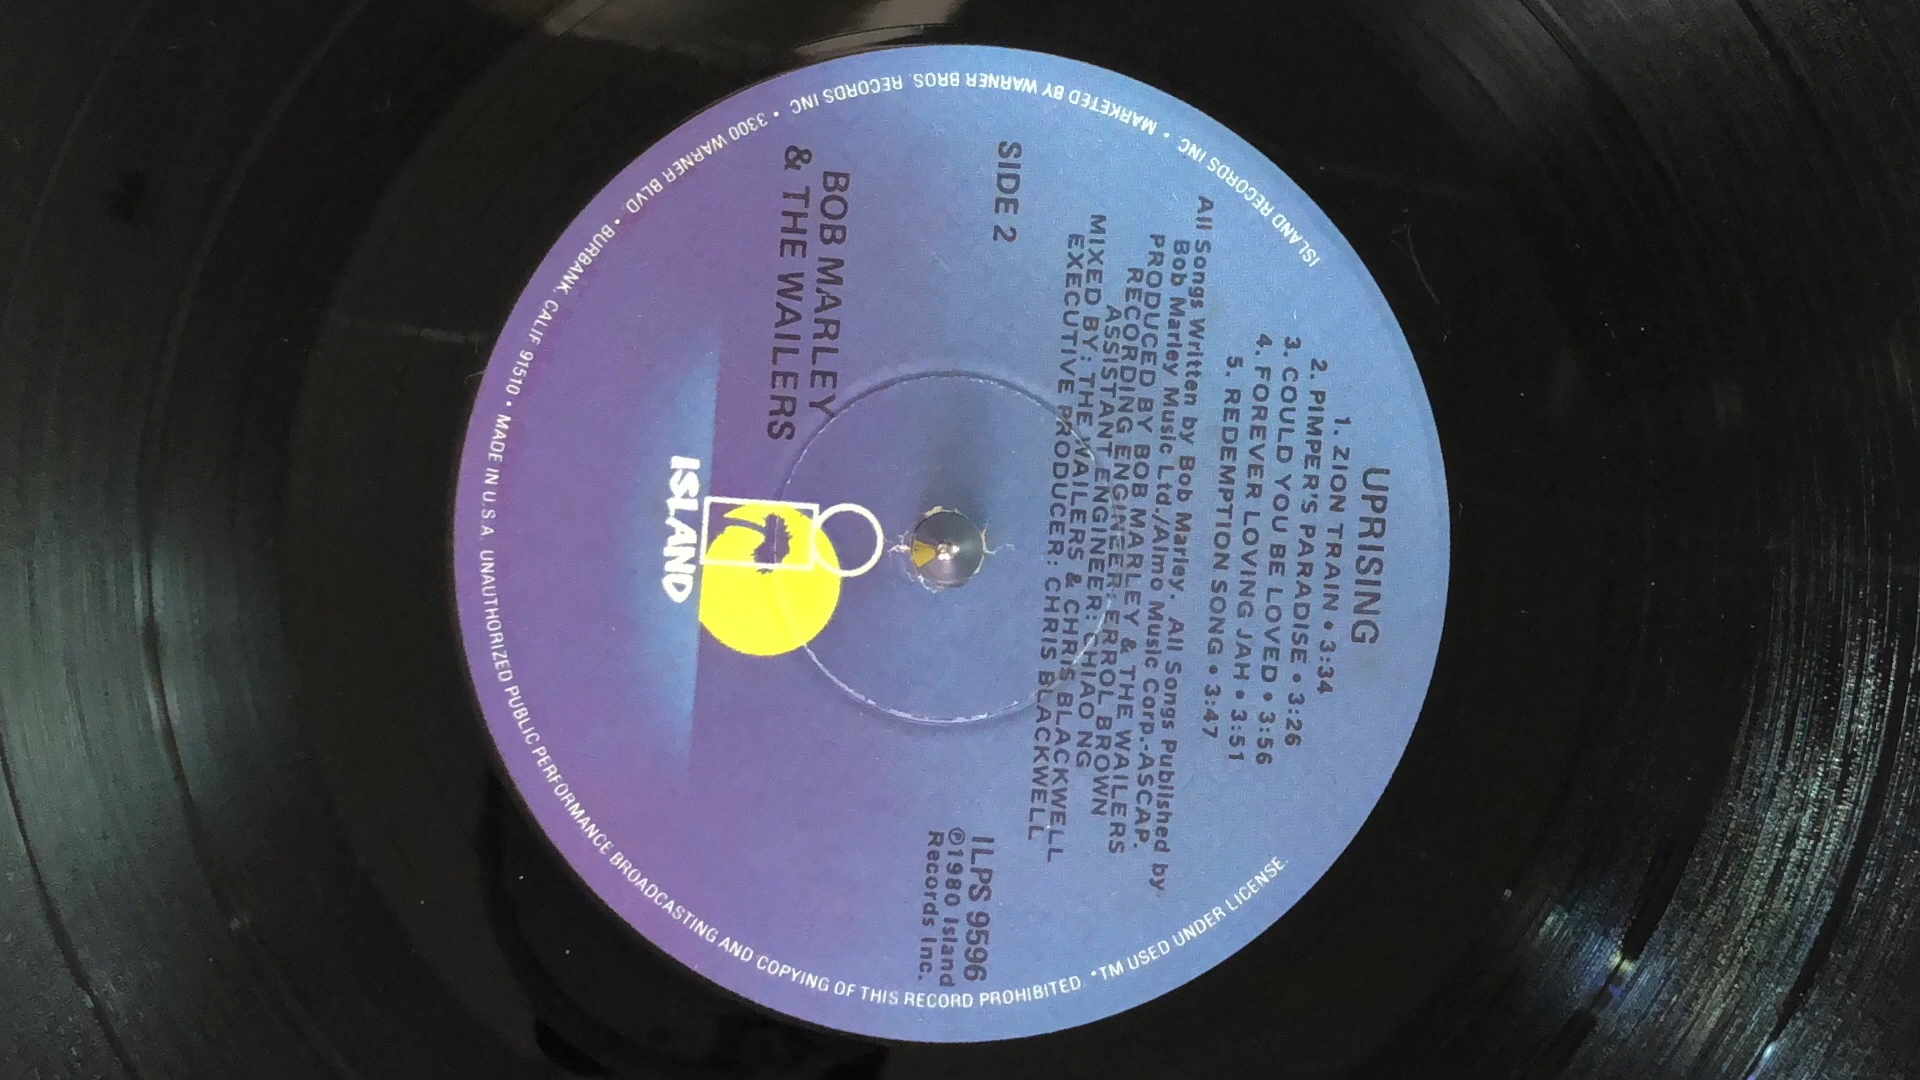 ISLAND
BOB MARLEY
& THE WAILERS
SIDE 2
ILPS 9596
℗1980 Island
Records Inc.
UPRISING
1. ZION TRAIN • 3:34
2. PIMPER'S PARADISE • 3:26
3. COULD YOU BE LOVED • 3:56
4. FOREVER LOVING JAH • 3:51
5. REDEMPTION SONG • 3:47
All Songs Written by Bob Marley. All Songs Published by
Bob Marley Music Ltd./Almo Music Corp.-ASCAP.
PRODUCED BY BOB MARLEY & THE WAILERS
RECORDING ENGINEER: ERROL BROWN
ASSISTANT ENGINEER: CHIAO NG
MIXED BY: THE WAILERS & CHRIS BLACKWELL
EXECUTIVE PRODUCER: CHRIS BLACKWELL
ISLAND RECORDS INC • MARKETED BY WARNER BROS. RECORDS INC • 3300 WARNER BLVD • BURBANK, CALIF 91510 • MADE IN U.S.A. UNAUTHORIZED PUBLIC PERFORMANCE BROADCASTING AND COPYING OF THIS RECORD PROHIBITED. *TM USED UNDER LICENSE.